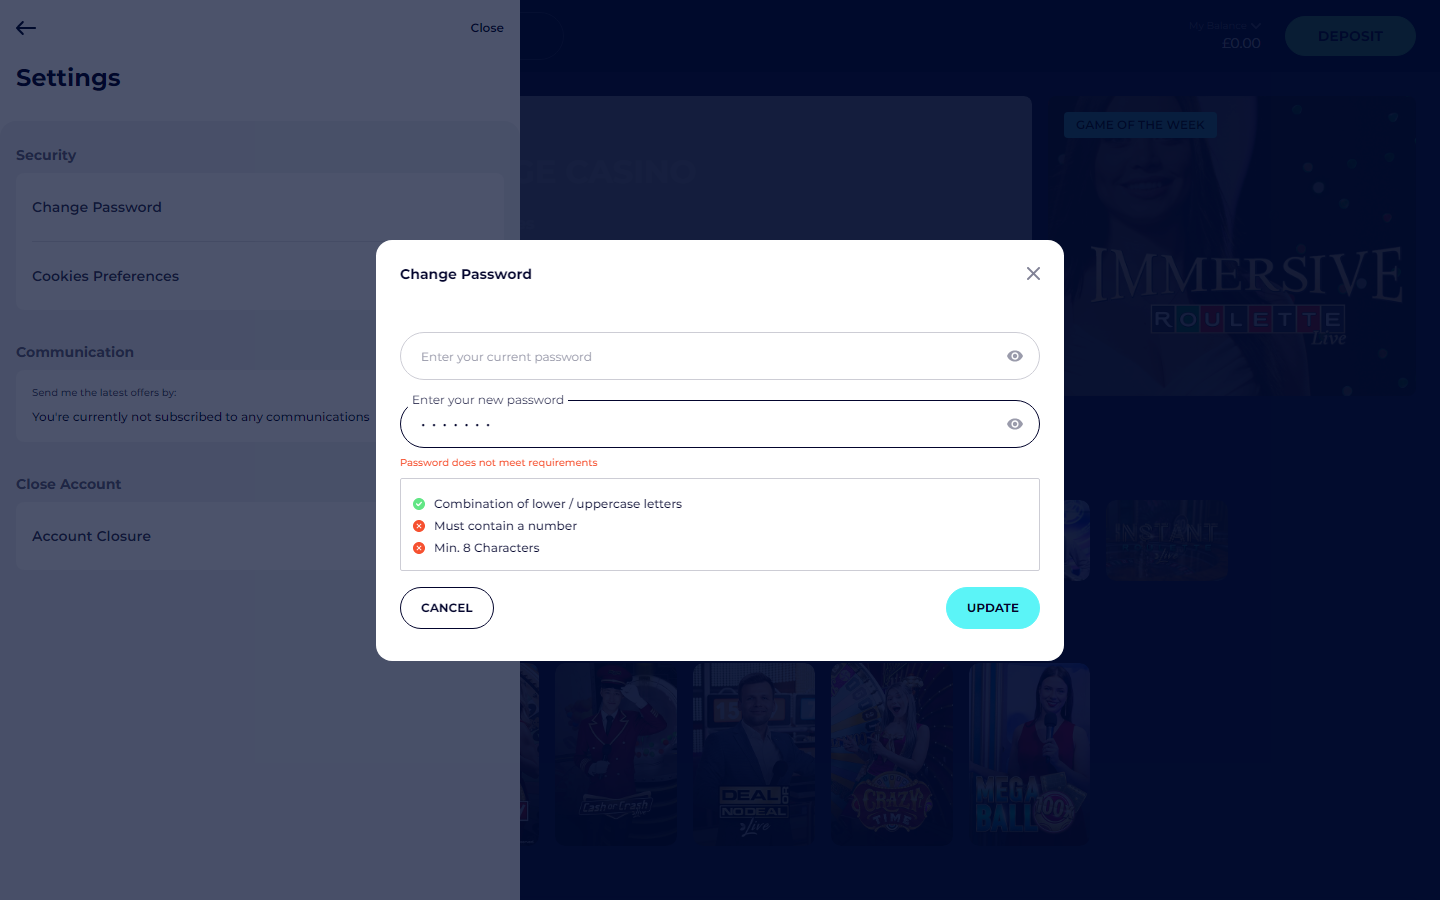 Close
Settings
Security
Change Password
Cookies Preferences
Communication
Send me the latest offers by:
You're currently not subscribed to any communications
Close Account
Account Closure
My Balance
£0.00
DEPOSIT
CASINO
GAME OF THE WEEK
IMMERSIVE
ROULETTE
Live
Change Password
Enter your current password
Enter your new password
Password does not meet requirements
Combination of lower / uppercase letters
Must contain a number
Min. 8 Characters
CANCEL
UPDATE
INSTANT
Cash or Crash
DEAL OR
NO DEAL
Live
CRAZY
TIME
MEGA
BALL
100x